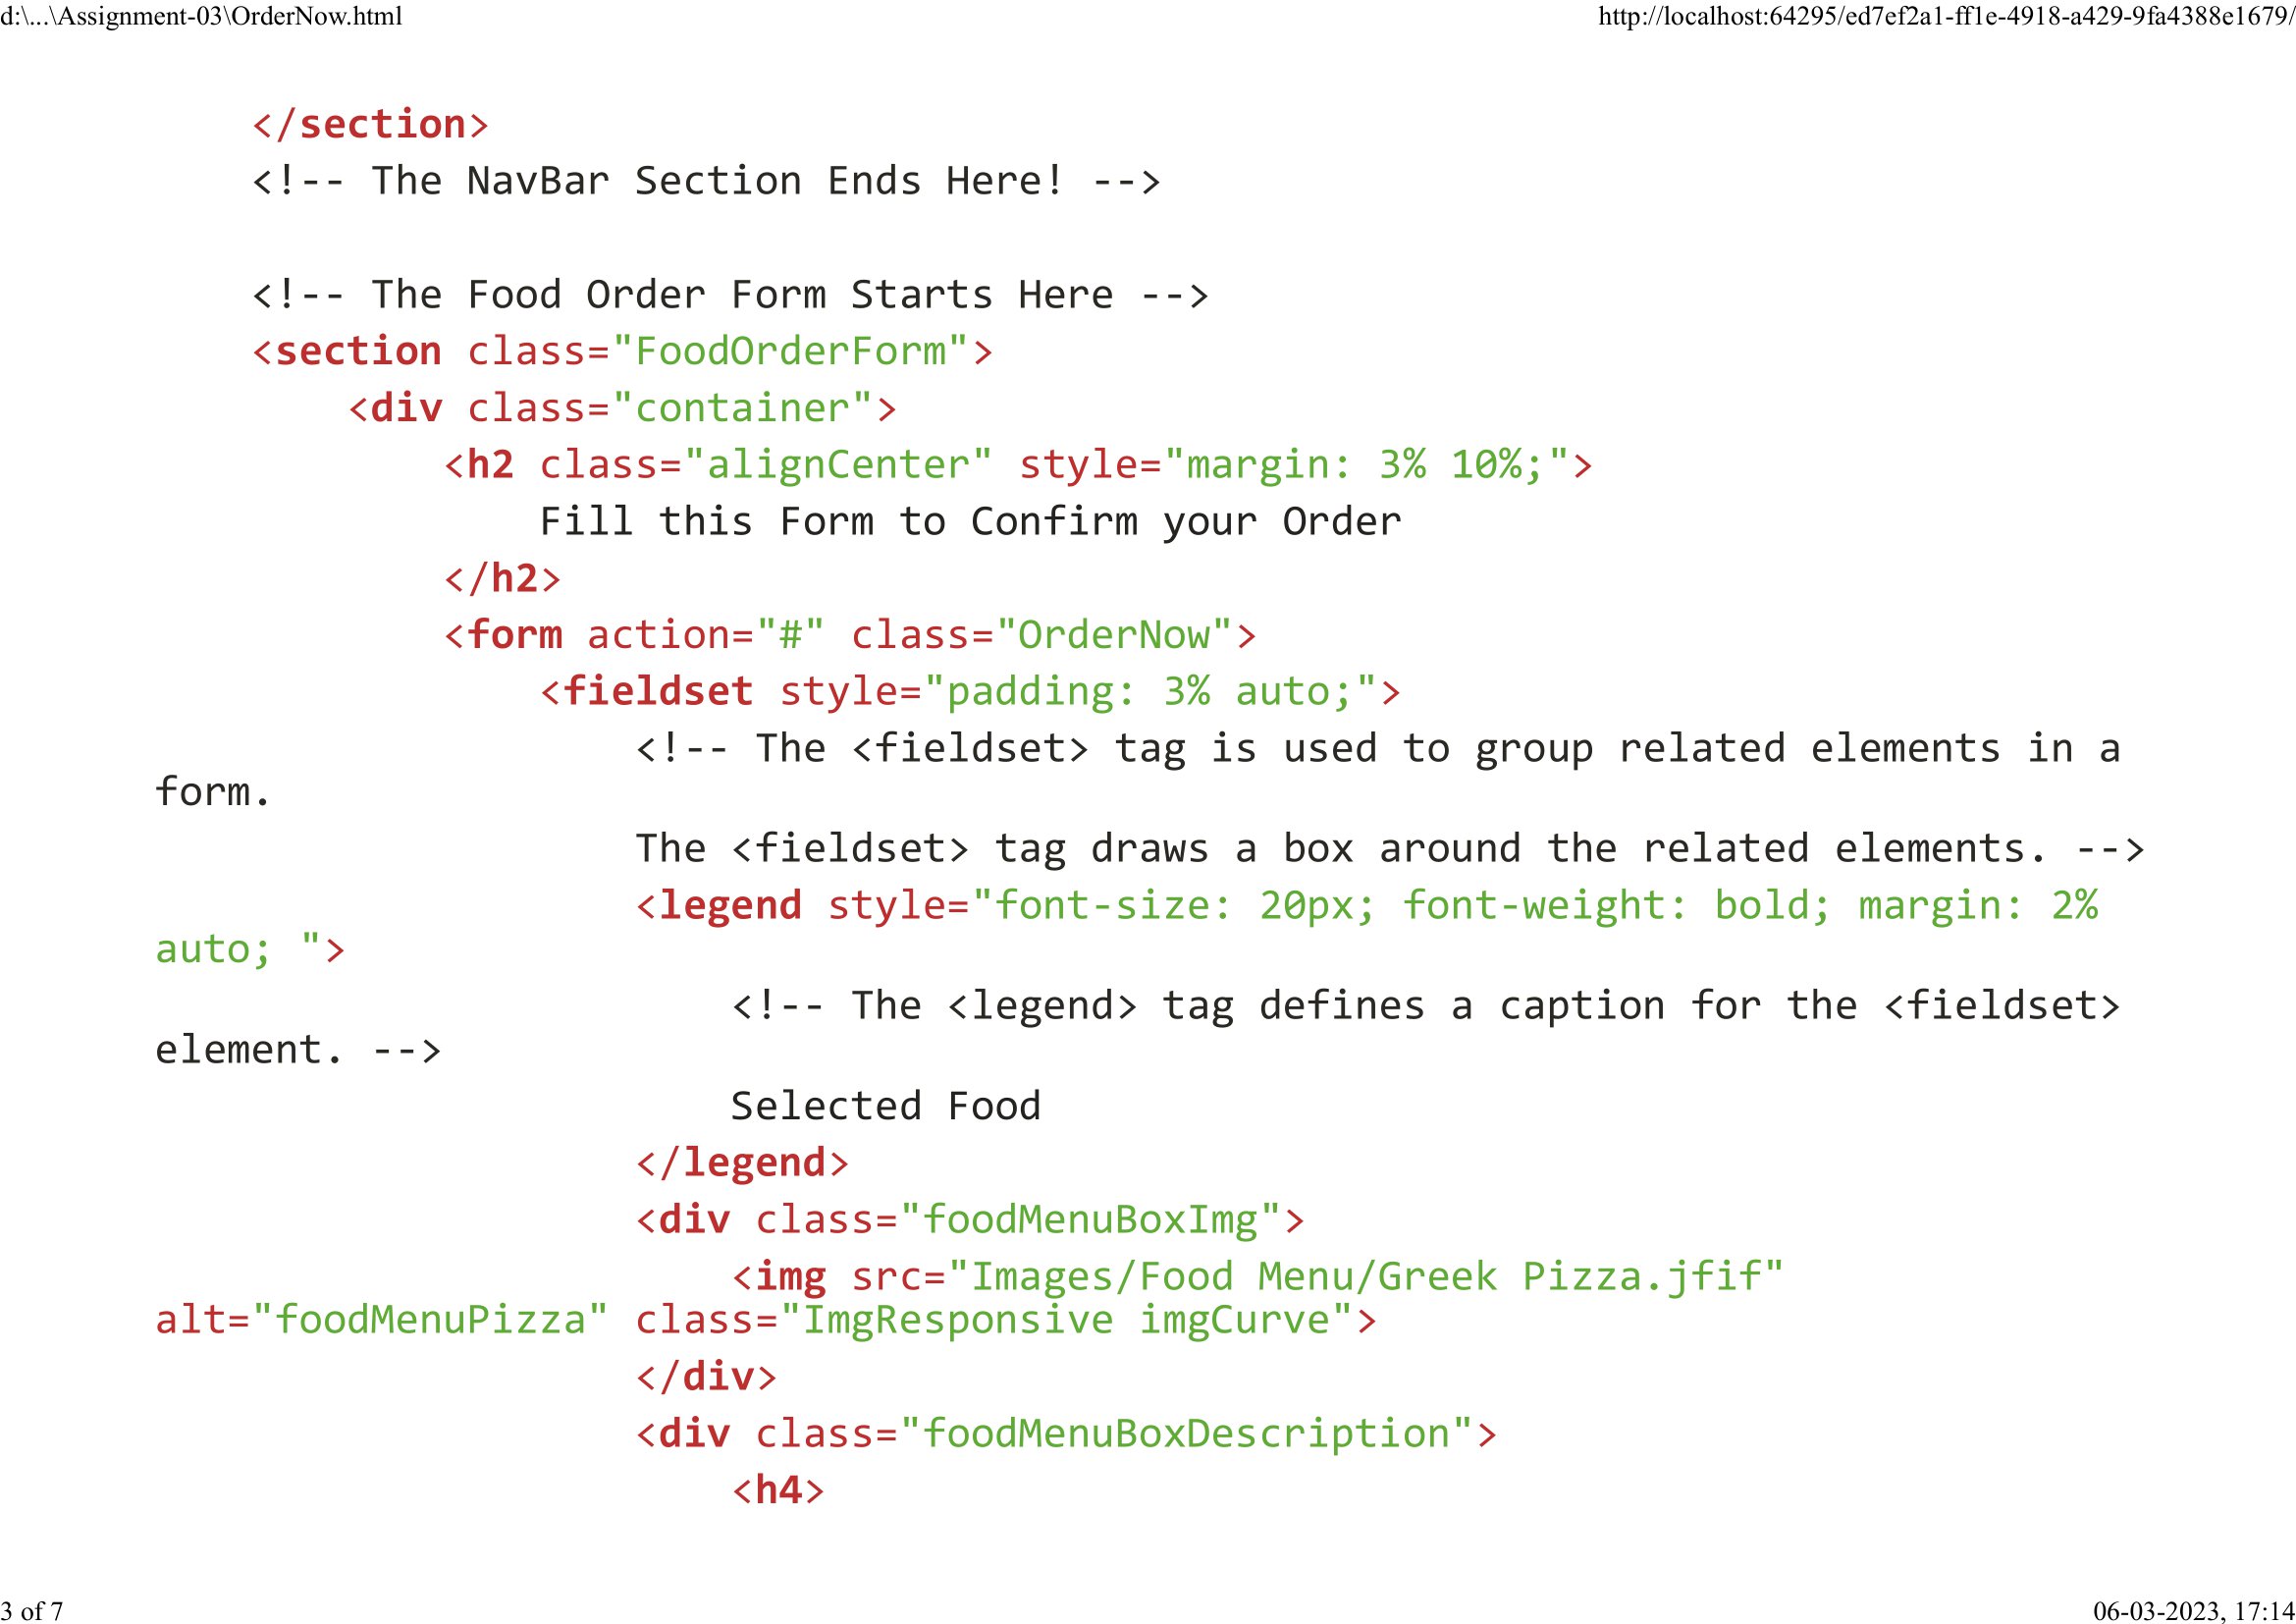 d:\...\Assignment-03\OrderNow.html
http://localhost:64295/ed7ef2a1-ff1e-4918-a429-9fa4388e1679/
</section>
<!-- The NavBar Section Ends Here! -->
<!-- The Food Order Form Starts Here -->
<section class="FoodOrderForm">
<div class="container">
<h2 class="alignCenter" style="margin: 3% 10%;">
Fill this Form to Confirm your Order
</h2>
<form action="#" class="OrderNow">
<fieldset style="padding: 3% auto;">
<!-- The <fieldset> tag is used to group related elements in a
form.
The <fieldset> tag draws a box around the related elements. -->
<legend style="font-size: 20px; font-weight: bold; margin: 2%
auto; ">
<!-- The <legend> tag defines a caption for the <fieldset>
element. -->
Selected Food
</legend>
<div class="foodMenuBoxImg">
<img src="Images/Food Menu/Greek Pizza.jfif"
alt="foodMenuPizza" class="ImgResponsive imgCurve">
</div>
<div class="foodMenuBoxDescription">
<h4>
3 of 7
06-03-2023, 17:14